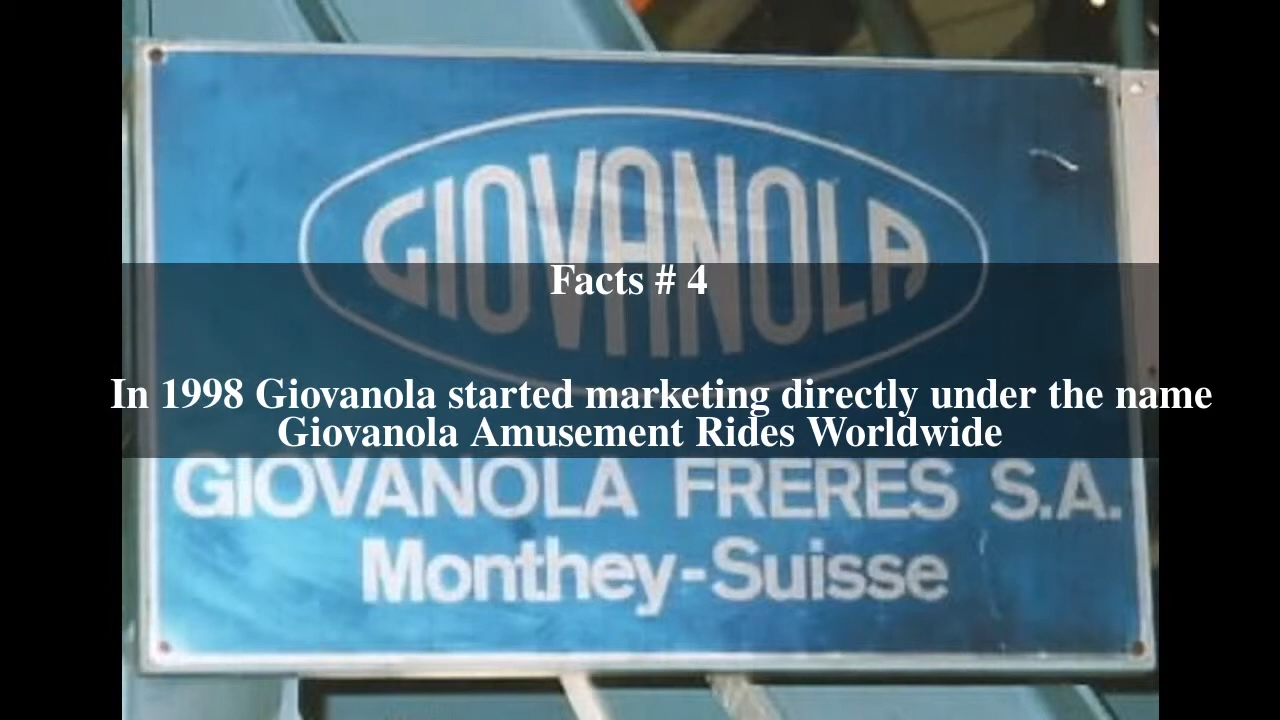 GIOVANOLA
Facts # 4
In 1998 Giovanola started marketing directly under the name
Giovanola Amusement Rides Worldwide
GIOVANOLA FRERES S.A.
Monthey-Suisse